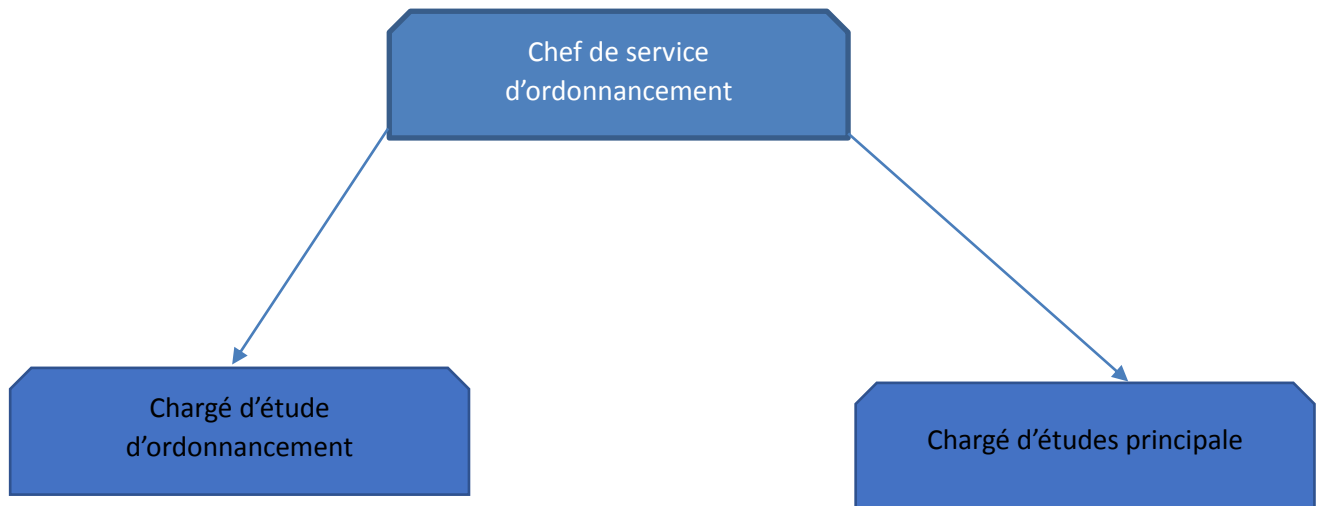 Chef de service
d’ordonnancement
Chargé d’étude
d’ordonnancement
Chargé d’études principale